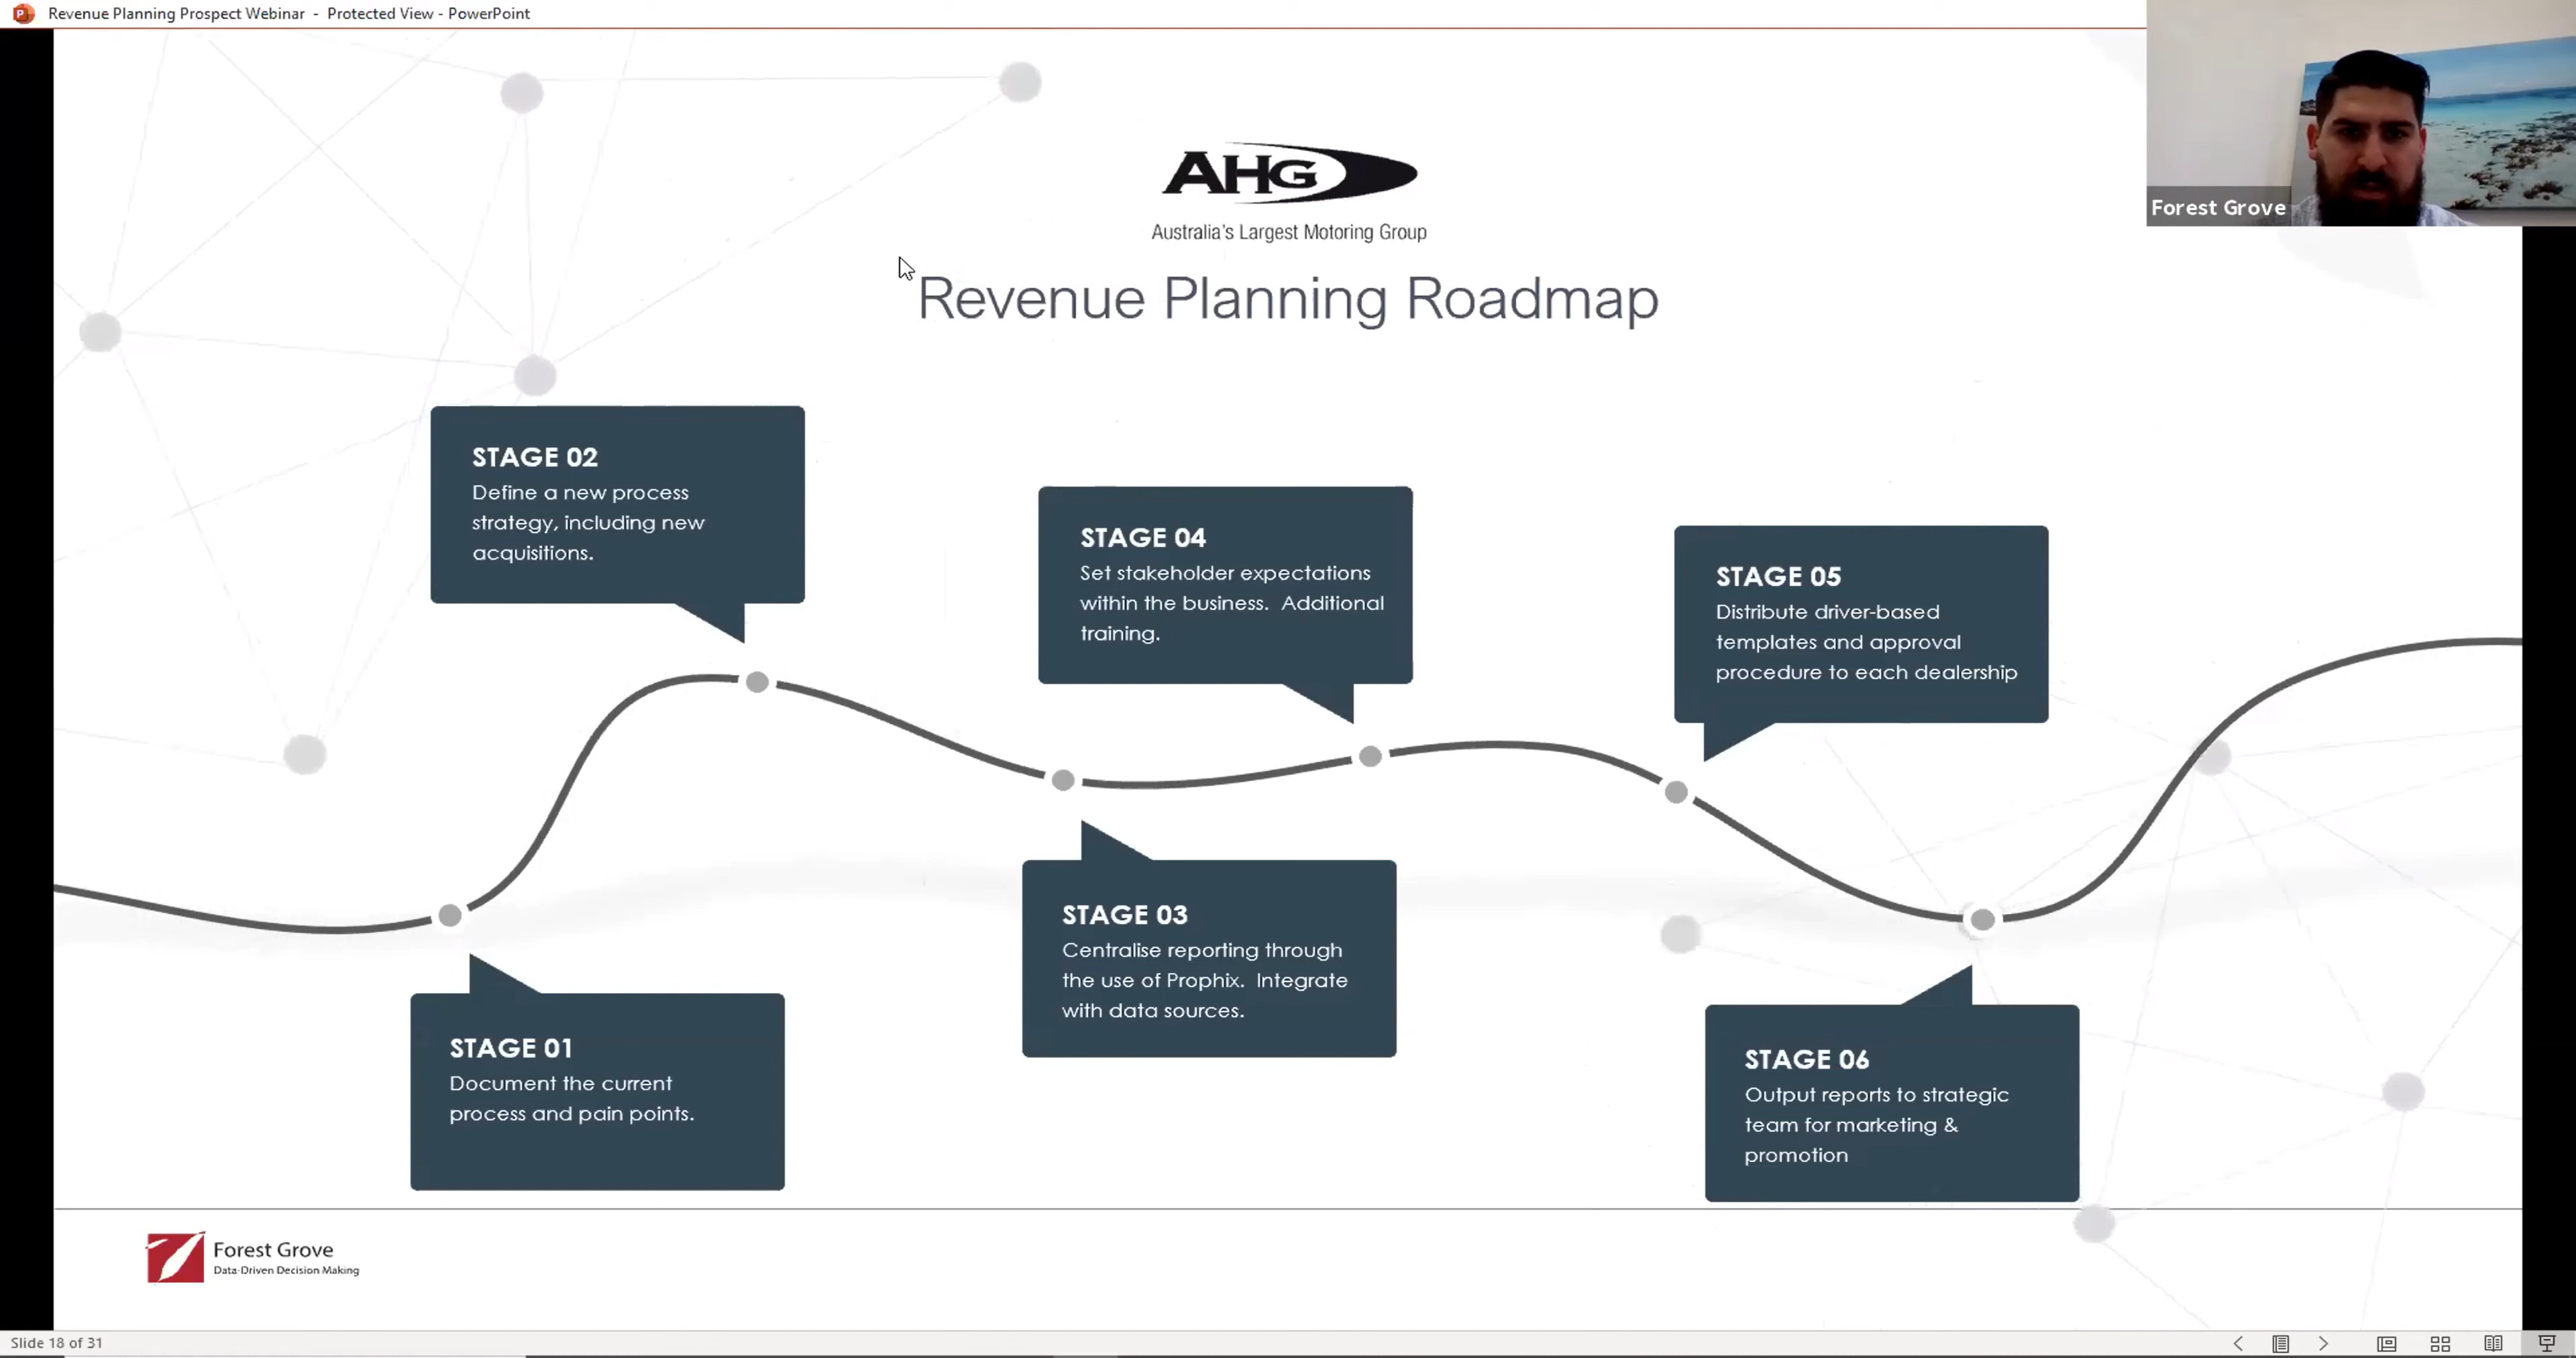 Revenue Planning Prospect Webinar - Protected View - PowerPoint
Forest Grove
AHG
Australia's Largest Motoring Group
Revenue Planning Roadmap
STAGE 02
Define a new process
strategy, including new
acquisitions.
STAGE 04
Set stakeholder expectations
within the business. Additional
training.
STAGE 05
Distribute driver-based
templates and approval
procedure to each dealership
STAGE 03
Centralise reporting through
the use of Prophix. Integrate
with data sources.
STAGE 01
Document the current
process and pain points.
STAGE 06
Output reports to strategic
team for marketing &
promotion
Forest Grove
Data-Driven Decision Making
Slide 18 of 31